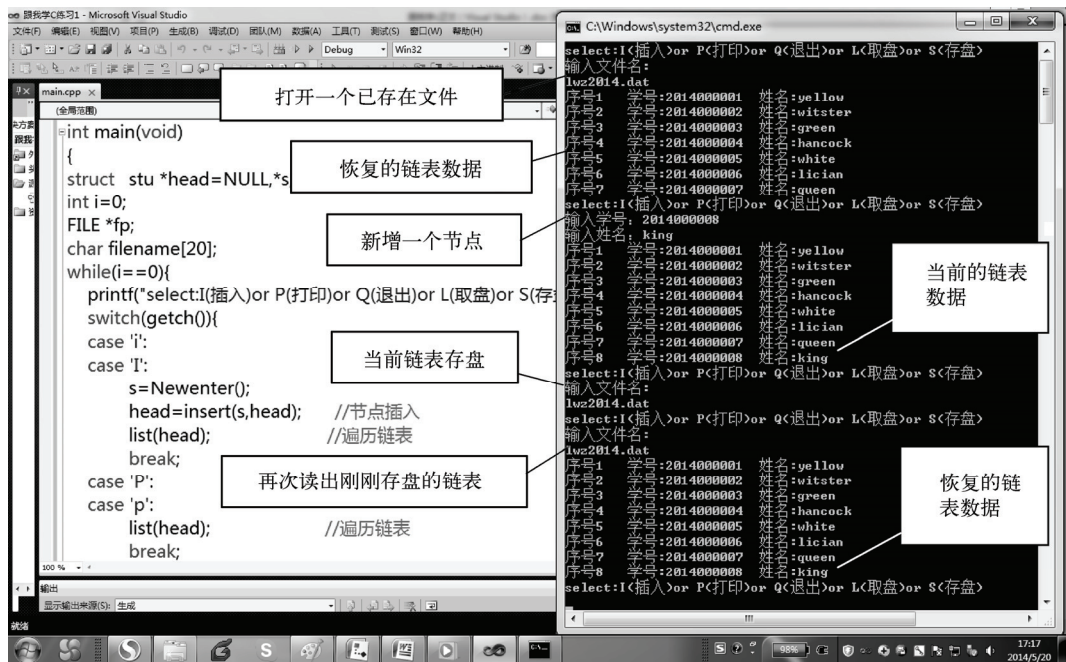 跟我学C练习1 - Microsoft Visual Studio
文件(F) 编辑(E) 视图(V) 项目(P) 生成(B) 调试(D) 团队(M) 数据(A) 工具(T) 测试(S) 窗口(W) 帮助(H)
Debug Win32
main.cpp ×
(全局范围)
int main(void)
{
struct stu *head=NULL,*s
int i=0;
FILE *fp;
char filename[20];
while(i==0){
printf("select:I(插入)or P(打印)or Q(退出)or L(取盘)or S(存
switch(getch()){
case 'i':
case 'I':
s=Newenter();
head=insert(s,head); //节点插入
list(head); //遍历链表
break;
case 'P':
case 'p':
list(head); //遍历链表
break;
100 %
输出
显示输出来源(S): 生成
就绪
打开一个已存在文件
恢复的链表数据
新增一个节点
当前链表存盘
再次读出刚刚存盘的链表
C:\Windows\system32\cmd.exe
select:I(插入)or P(打印)or Q(退出)or L(取盘)or S(存盘)
输入文件名:
lwz2014.dat
序号1 学号:2014000001 姓名:yellow
序号2 学号:2014000002 姓名:witster
序号3 学号:2014000003 姓名:green
序号4 学号:2014000004 姓名:hancock
序号5 学号:2014000005 姓名:white
序号6 学号:2014000006 姓名:lician
序号7 学号:2014000007 姓名:queen
select:I(插入)or P(打印)or Q(退出)or L(取盘)or S(存盘)
输入学号: 2014000008
输入姓名: king
序号1 学号:2014000001 姓名:yellow
序号2 学号:2014000002 姓名:witster
序号3 学号:2014000003 姓名:green
序号4 学号:2014000004 姓名:hancock
序号5 学号:2014000005 姓名:white
序号6 学号:2014000006 姓名:lician
序号7 学号:2014000007 姓名:queen
序号8 学号:2014000008 姓名:king
select:I(插入)or P(打印)or Q(退出)or L(取盘)or S(存盘)
输入文件名:
lwz2014.dat
select:I(插入)or P(打印)or Q(退出)or L(取盘)or S(存盘)
输入文件名:
lwz2014.dat
序号1 学号:2014000001 姓名:yellow
序号2 学号:2014000002 姓名:witster
序号3 学号:2014000003 姓名:green
序号4 学号:2014000004 姓名:hancock
序号5 学号:2014000005 姓名:white
序号6 学号:2014000006 姓名:lician
序号7 学号:2014000007 姓名:queen
序号8 学号:2014000008 姓名:king
select:I(插入)or P(打印)or Q(退出)or L(取盘)or S(存盘)
当前的链表
数据
恢复的链
表数据
98%
17:17
2014/5/20